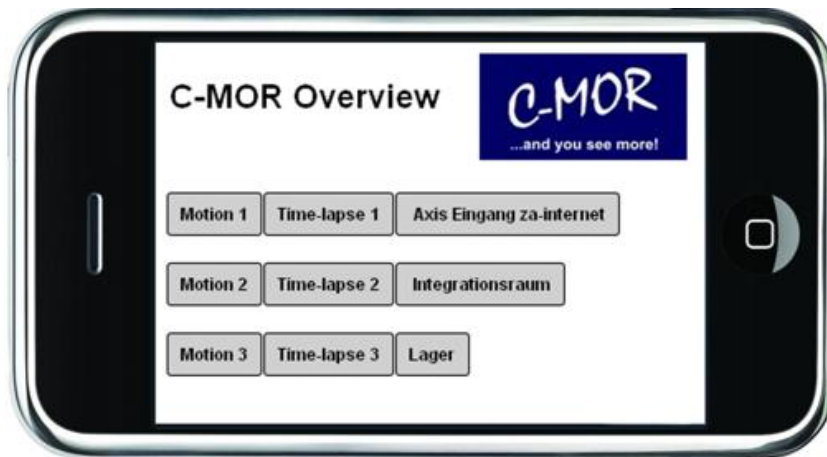 C-MOR Overview
C-MOR
...and you see more!
Motion 1 Time-lapse 1 Axis Eingang za-internet
Motion 2 Time-lapse 2 Integrationsraum
Motion 3 Time-lapse 3 Lager